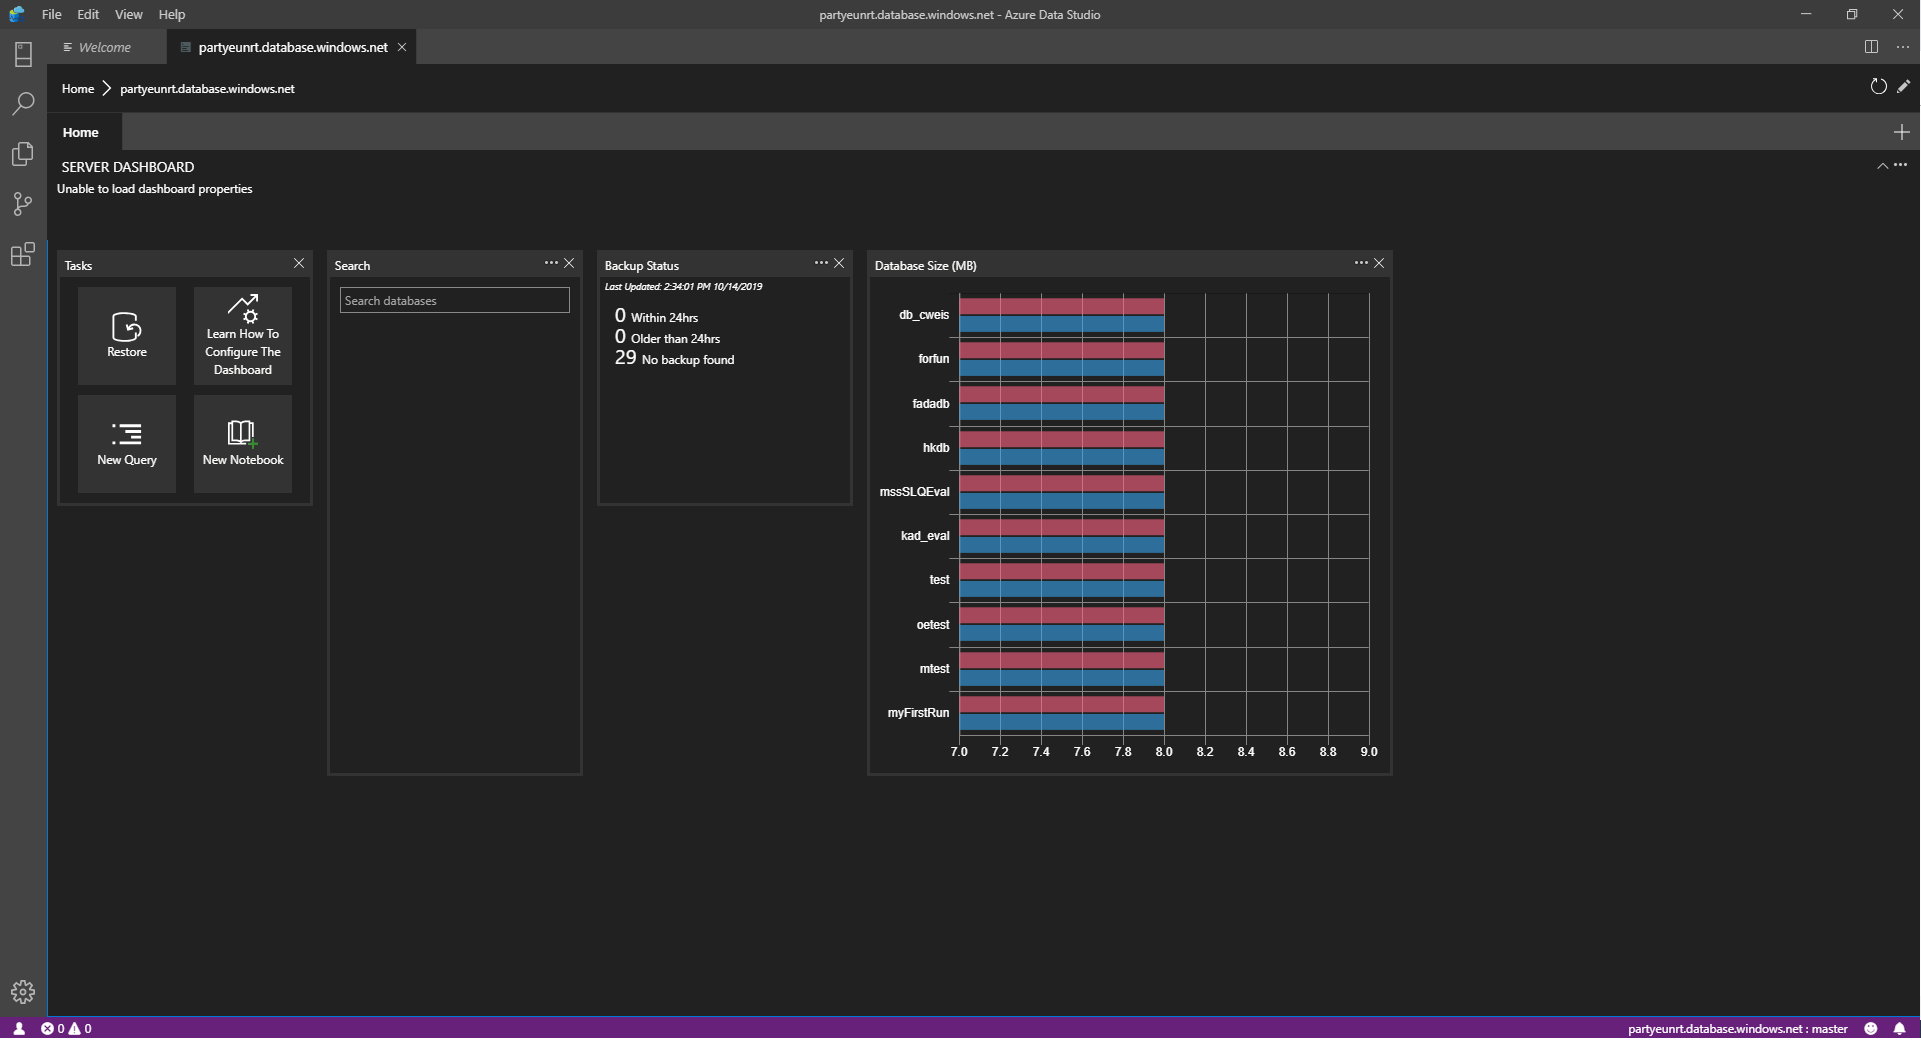 File Edit View Help
partyeunrt.database.windows.net - Azure Data Studio
Welcome
partyeunrt.database.windows.net
Home
partyeunrt.database.windows.net
Home
SERVER DASHBOARD
Unable to load dashboard properties
Tasks
Restore
Learn How To
Configure The
Dashboard
New Query
New Notebook
Search
Search databases
Backup Status
Last Updated: 2:34:01 PM 10/14/2019
0 Within 24hrs
0 Older than 24hrs
29 No backup found
Database Size (MB)
db_cweis
forfun
fadadb
hkdb
mssSLQEval
kad_eval
test
oetest
mtest
myFirstRun
7.0 7.2 7.4 7.6 7.8 8.0 8.2 8.4 8.6 8.8 9.0
0 0
partyeunrt.database.windows.net : master